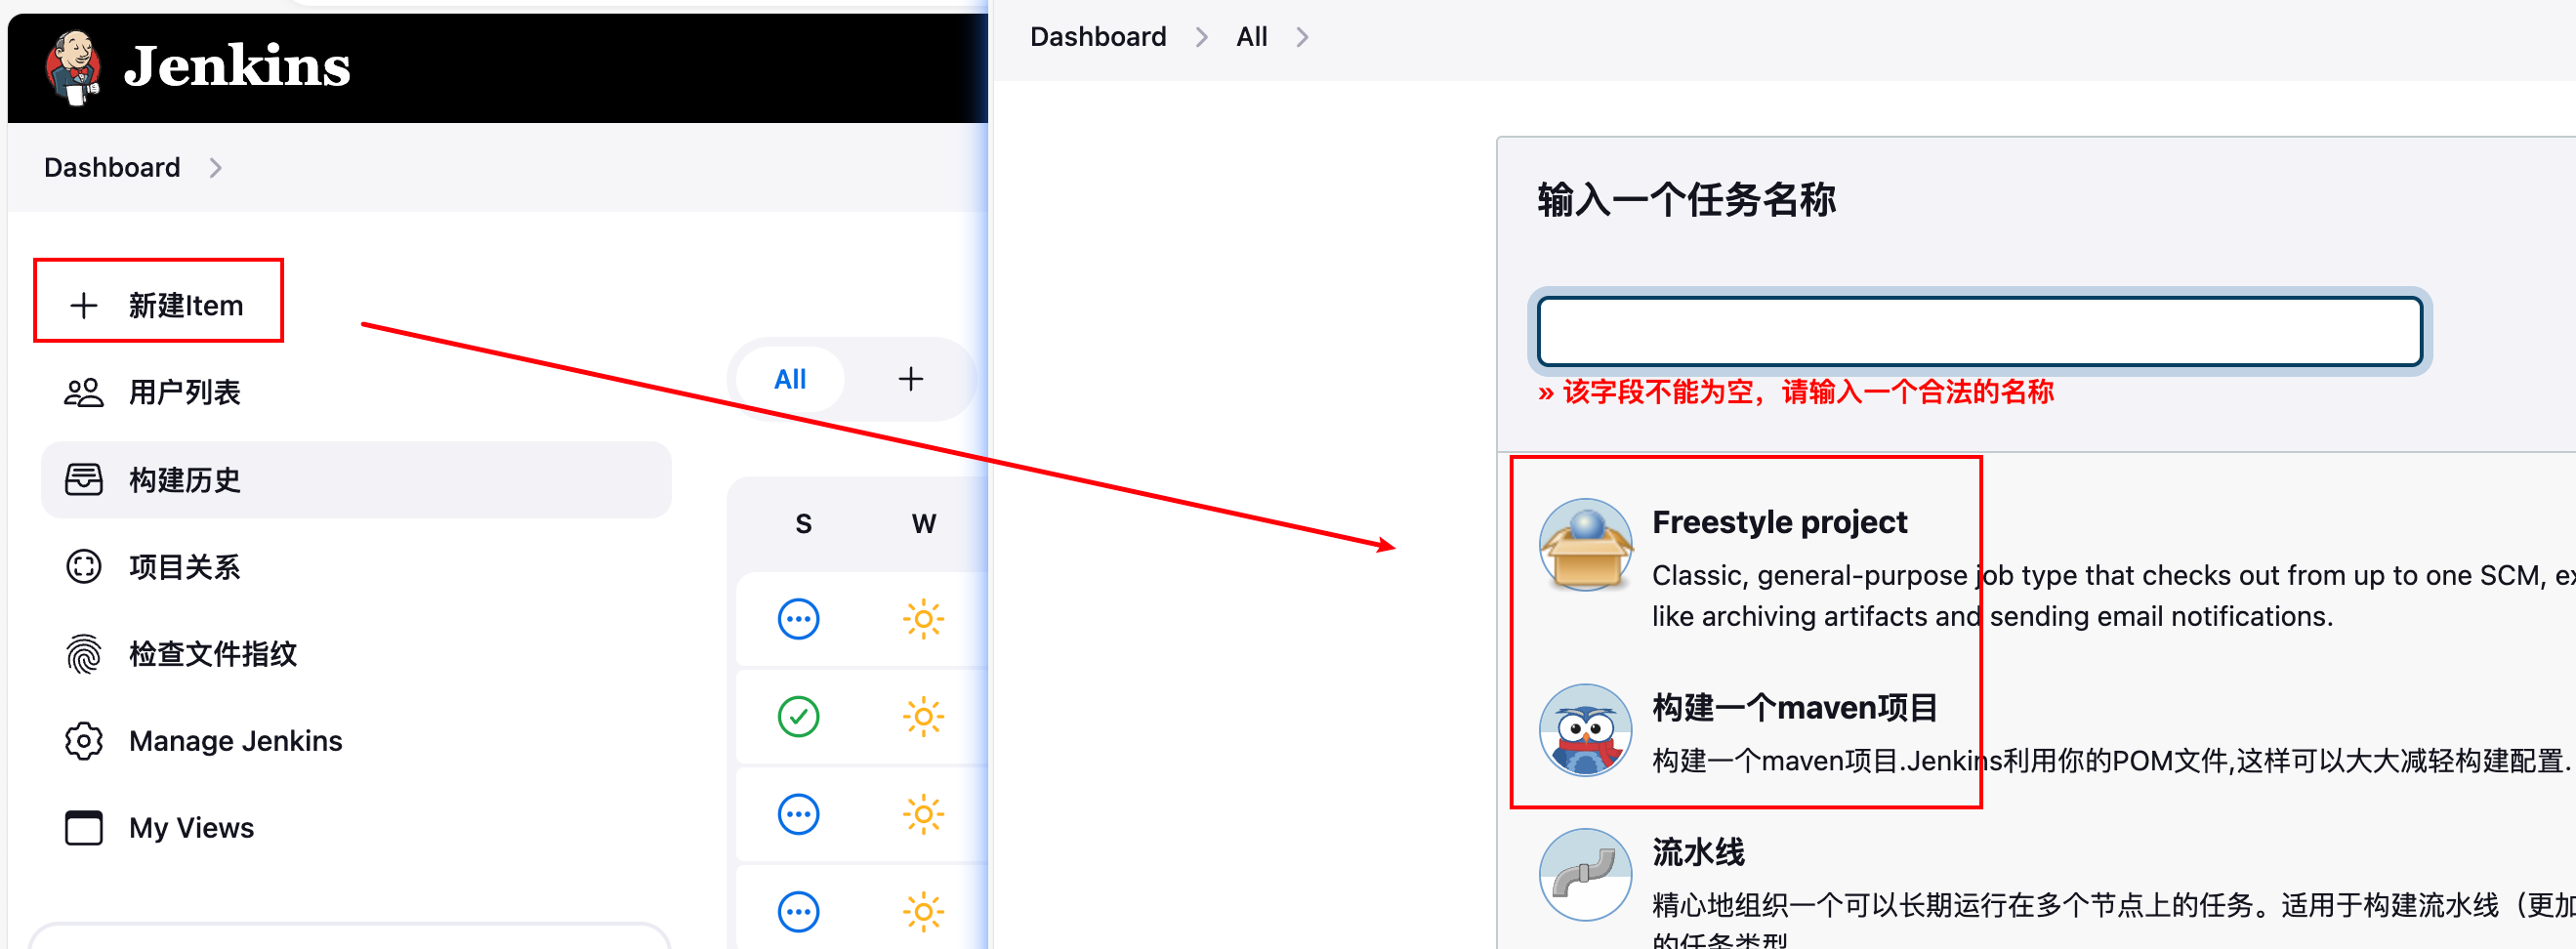 Jenkins
Dashboard
新建Item
用户列表
构建历史
项目关系
检查文件指纹
Manage Jenkins
My Views
All
S W
Dashboard All
输入一个任务名称
» 该字段不能为空，请输入一个合法的名称
Freestyle project
Classic, general-purpose job type that checks out from up to one SCM, ex
like archiving artifacts and sending email notifications.
构建一个maven项目
构建一个maven项目.Jenkins利用你的POM文件,这样可以大大减轻构建配置.
流水线
精心地组织一个可以长期运行在多个节点上的任务。适用于构建流水线（更加
的任务类型